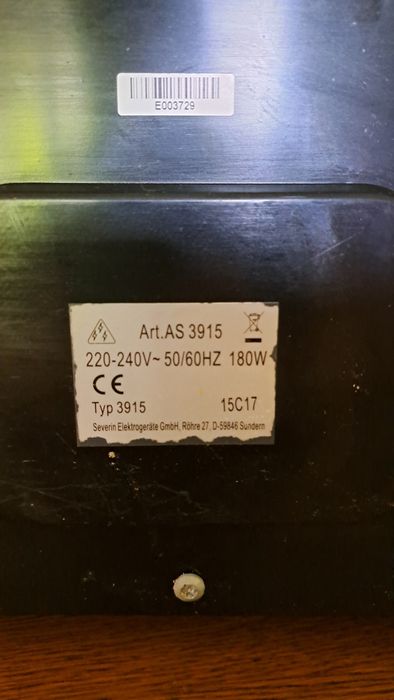 E003729
Art.AS 3915
220-240V~ 50/60HZ 180W
CE
Typ 3915 15C17
Severin Elektrogeräte GmbH, Röhre 27, D-59846 Sundern